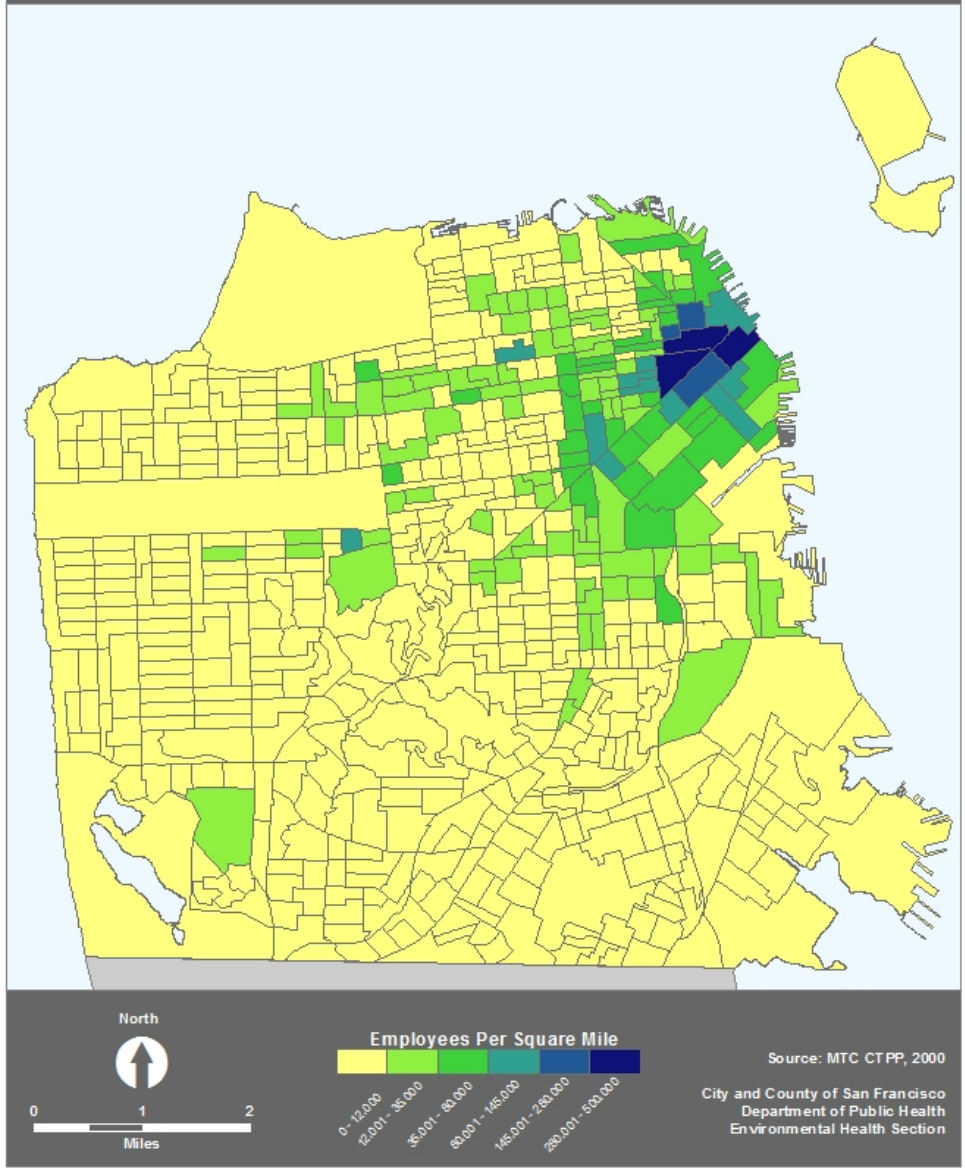 North
0 1 2
Miles
Employees Per Square Mile
0 - 12.000
12.001 - 35.000
35.001 - 80.000
80.001 - 145.000
145.001 - 280.000
280.001 - 500.000
Source: MTC CTPP, 2000
City and County of San Francisco
Department of Public Health
Environmental Health Section